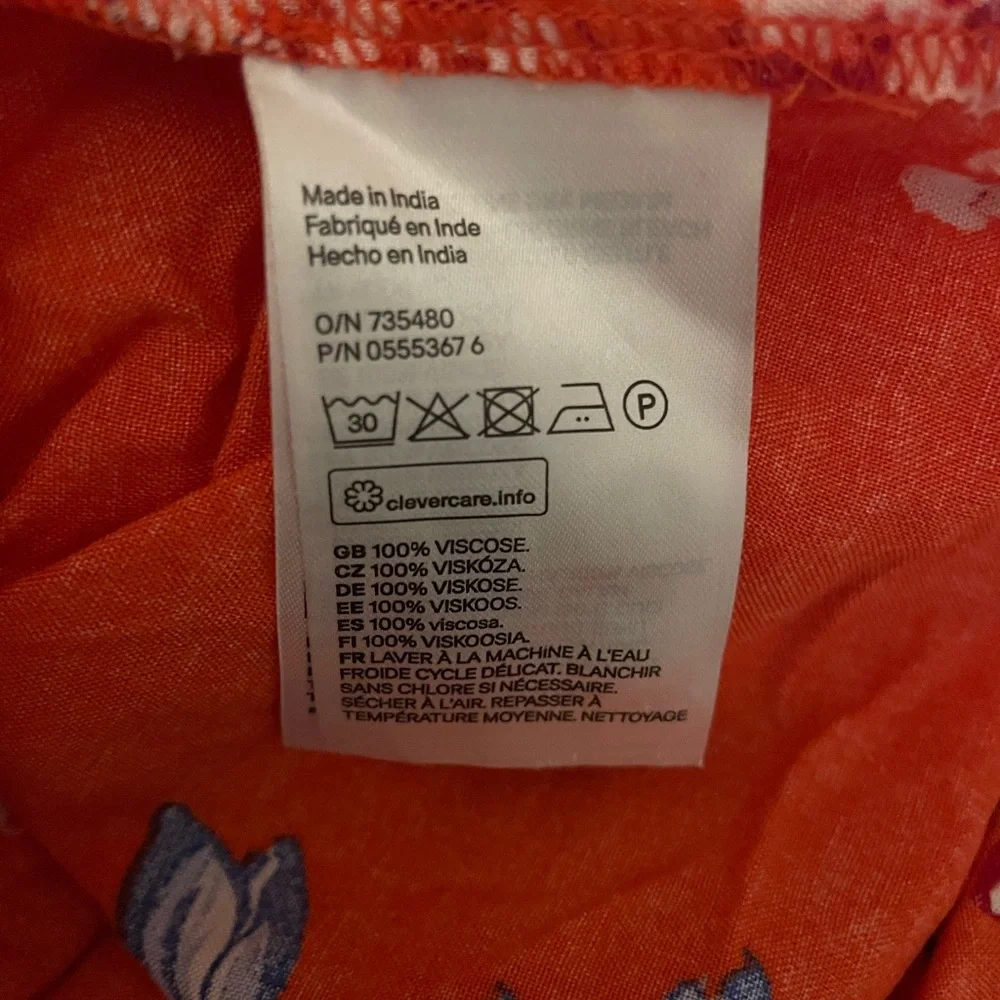 Made in India
Fabriqué en Inde
Hecho en India
O/N 735480
P/N 0555367 6
30
P
clevercare.info
GB 100% VISCOSE.
CZ 100% VISKÓZA.
DE 100% VISKOSE.
EE 100% VISKOOS.
ES 100% viscosa.
FI 100% VISKOOSIA.
FR LAVER À LA MACHINE À L'EAU
FROIDE CYCLE DÉLICAT. BLANCHIR
SANS CHLORE SI NÉCESSAIRE.
SÉCHER À L'AIR. REPASSER À
TEMPÉRATURE MOYENNE. NETTOYAGE